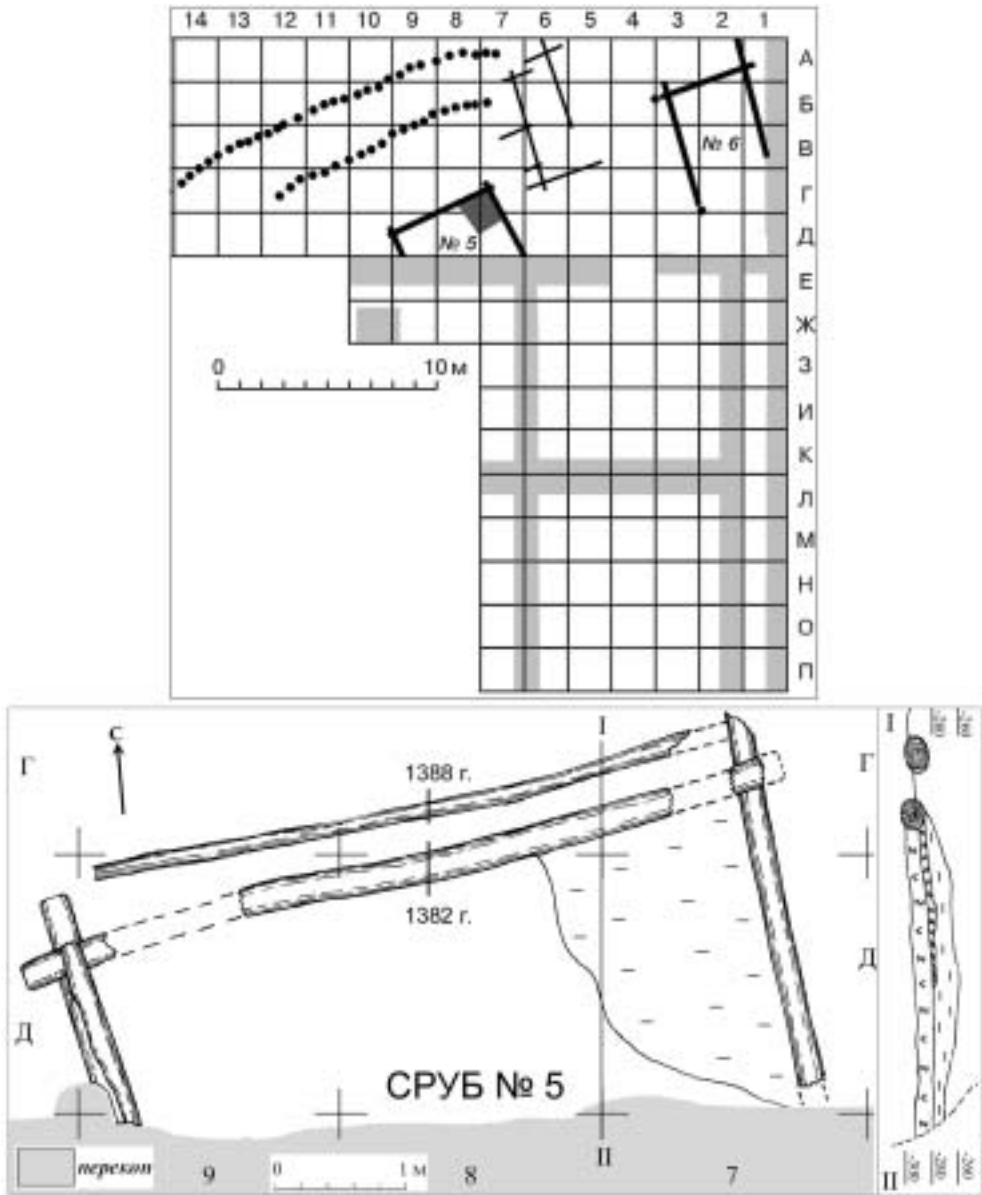 14 13 12 11 10 9 8 7 6 5 4 3 2 1
А
Б
В
№ 6
Г
Д
№ 5
Е
Ж
0 10 м
З
И
К
Л
М
Н
О
П
С
I
I
Г
Г
1388 г.
1382 г.
Д
Д
СРУБ № 5
перекоп
0 1 м
9 8 7
II
II